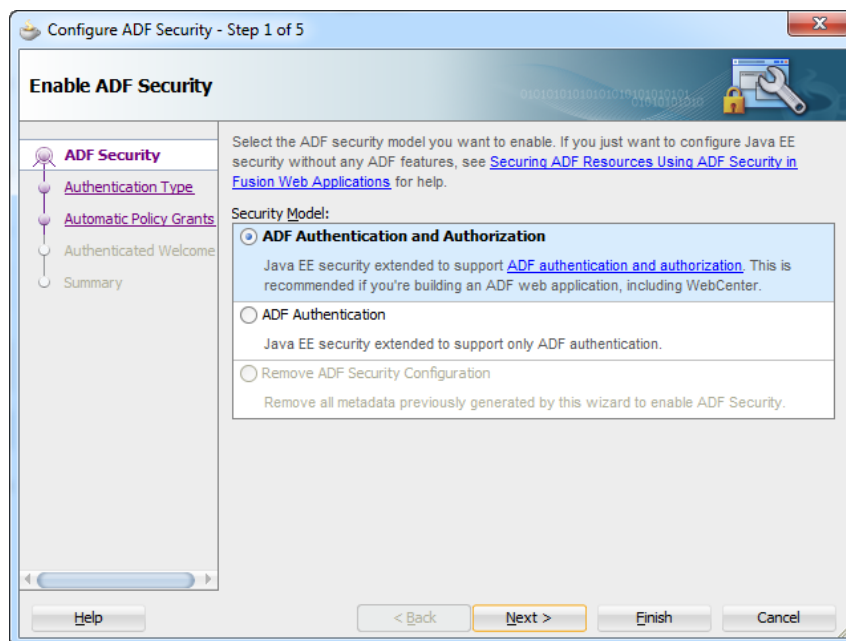 Configure ADF Security - Step 1 of 5
Enable ADF Security
ADF Security
Authentication Type
Automatic Policy Grants
Authenticated Welcome
Summary
Select the ADF security model you want to enable. If you just want to configure Java EE
security without any ADF features, see Securing ADF Resources Using ADF Security in
Fusion Web Applications for help.
Security Model:
ADF Authentication and Authorization
Java EE security extended to support ADF authentication and authorization. This is
recommended if you're building an ADF web application, including WebCenter.
ADF Authentication
Java EE security extended to support only ADF authentication.
Remove ADF Security Configuration
Remove all metadata previously generated by this wizard to enable ADF Security.
Help
< Back
Next >
Finish
Cancel